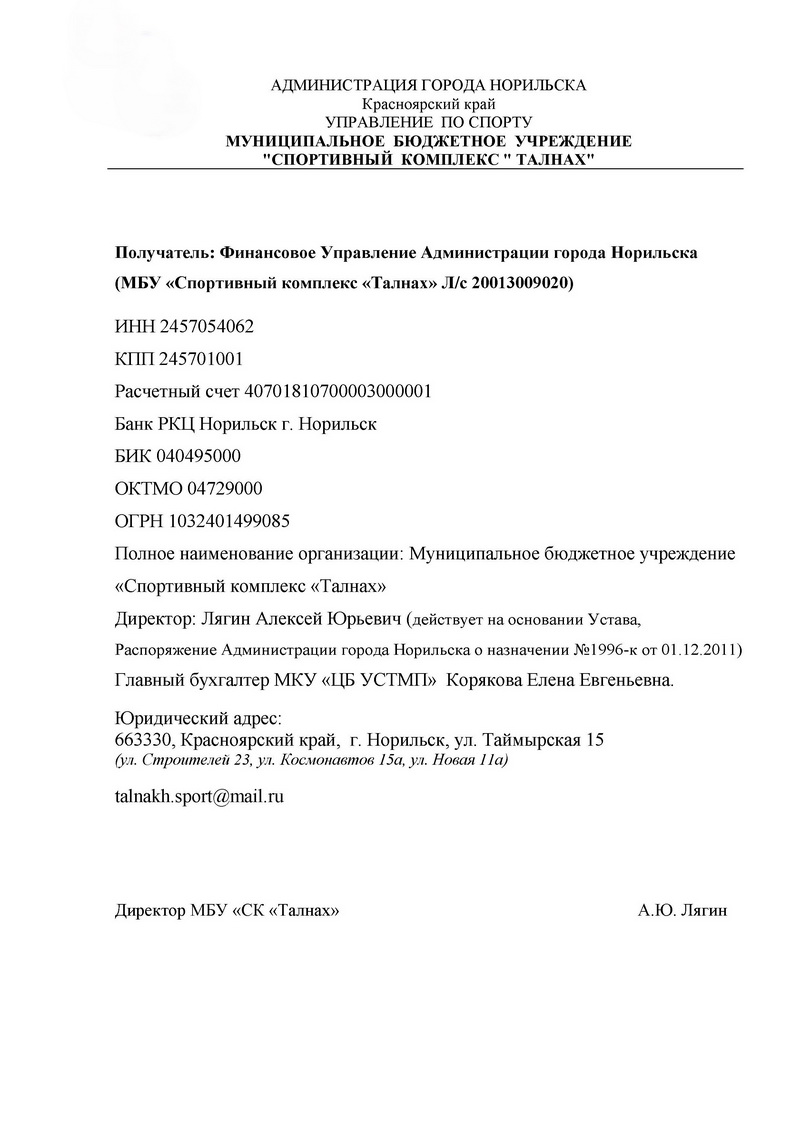 АДМИНИСТРАЦИЯ ГОРОДА НОРИЛЬСКА
Красноярский край
УПРАВЛЕНИЕ ПО СПОРТУ
МУНИЦИПАЛЬНОЕ БЮДЖЕТНОЕ УЧРЕЖДЕНИЕ
"СПОРТИВНЫЙ КОМПЛЕКС " ТАЛНАХ"
Получатель: Финансовое Управление Администрации города Норильска
(МБУ «Спортивный комплекс «Талнах» Л/с 20013009020)
ИНН 2457054062
КПП 245701001
Расчетный счет 40701810700003000001
Банк РКЦ Норильск г. Норильск
БИК 040495000
ОКТМО 04729000
ОГРН 1032401499085
Полное наименование организации: Муниципальное бюджетное учреждение
«Спортивный комплекс «Талнах»
Директор: Лягин Алексей Юрьевич (действует на основании Устава,
Распоряжение Администрации города Норильска о назначении №1996-к от 01.12.2011)
Главный бухгалтер МКУ «ЦБ УСТМП» Корякова Елена Евгеньевна.
Юридический адрес:
663330, Красноярский край, г. Норильск, ул. Таймырская 15
(ул. Строителей 23, ул. Космонавтов 15а, ул. Новая 11а)
talnakh.sport@mail.ru
Директор МБУ «СК «Талнах» А.Ю. Лягин